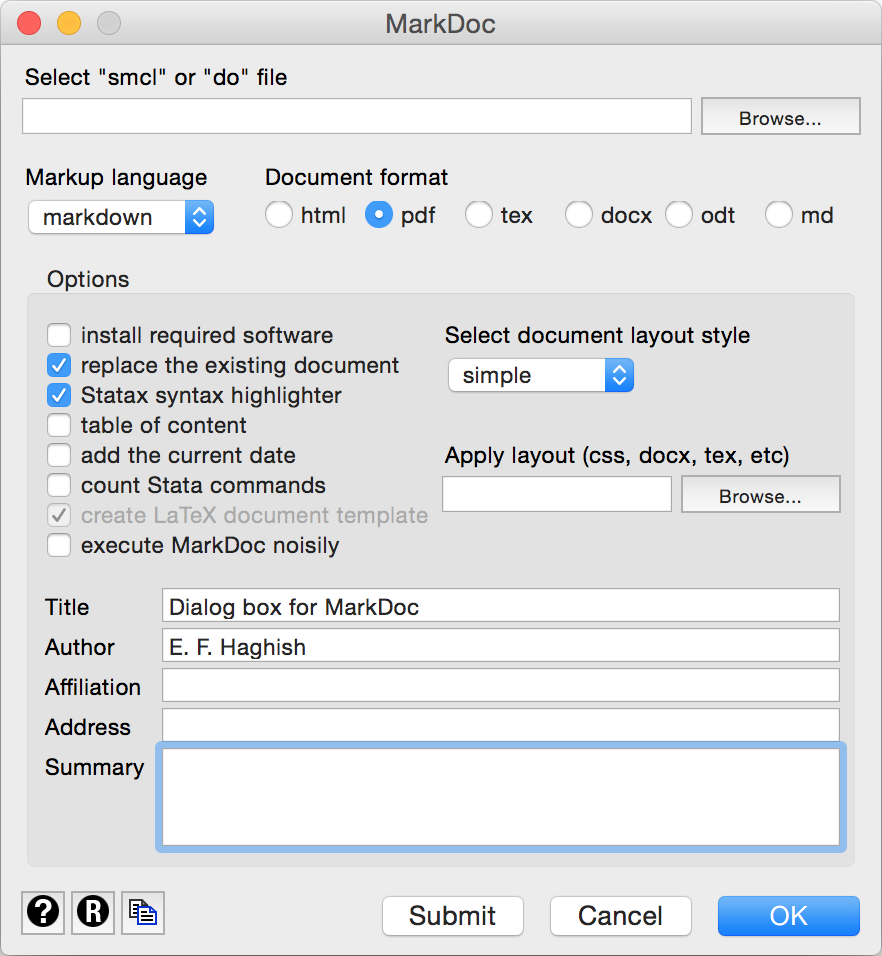 MarkDoc
Select "smcl" or "do" file
Browse...
Markup language
Document format
markdown
html pdf tex docx odt md
Options
install required software
replace the existing document
Statax syntax highlighter
table of content
add the current date
count Stata commands
create LaTeX document template
execute MarkDoc noisily
Select document layout style
simple
Apply layout (css, docx, tex, etc)
Browse...
Title Dialog box for MarkDoc
Author E. F. Haghish
Affiliation
Address
Summary
? R
Submit Cancel OK